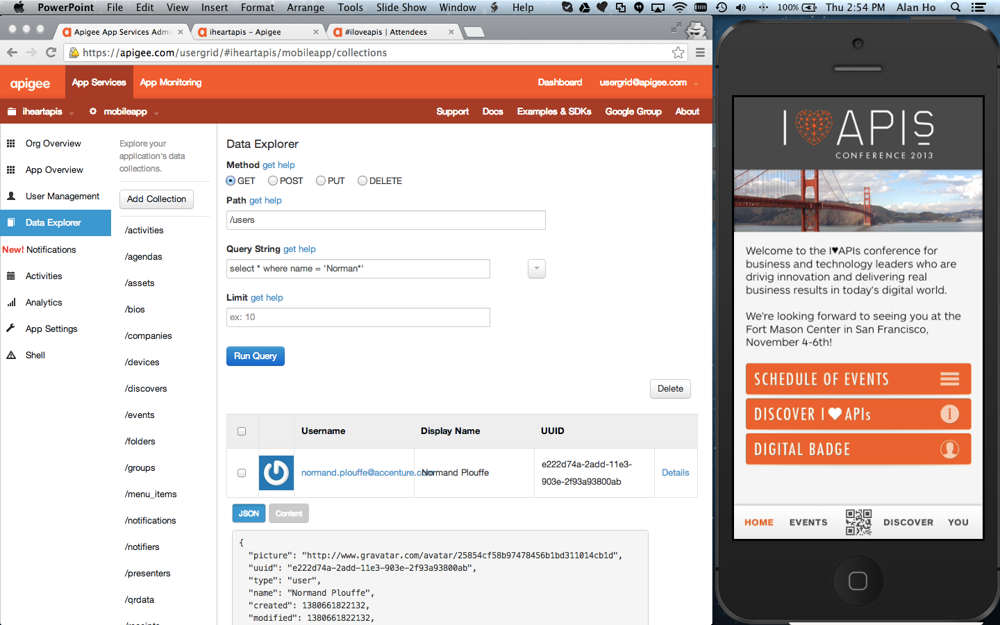 PowerPoint File Edit View Insert Format Arrange Tools Slide Show Window Help 100% Thu 2:54 PM Alan Ho
Apigee App Services Admin
iheartapis – Apigee
#iloveapis | Attendees
https://apigee.com/usergrid/#iheartapis/mobileapp/collections
apigee App Services App Monitoring Dashboard usergrid@apigee.com
iheartapis mobileapp Support Docs Examples & SDKs Google Group About
Org Overview
App Overview
User Management
Data Explorer
New! Notifications
Activities
Analytics
App Settings
Shell
Explore your
application's data
collections.
Add Collection
/activities
/agendas
/assets
/bios
/companies
/devices
/discovers
/events
/folders
/groups
/menu_items
/notifications
/notifiers
/presenters
/qrdata
/receipts
Data Explorer
Method get help
GET POST PUT DELETE
Path get help
/users
Query String get help
select * where name = 'Norman*'
Limit get help
ex: 10
Run Query
Delete
Username Display Name UUID
normand.plouffe@accenture.com Normand Plouffe e222d74a-2add-11e3-
903e-2f93a93800ab
Details
JSON Content
{
"picture": "http://www.gravatar.com/avatar/25854cf58b97478456b1bd311014cb1d",
"uuid": "e222d74a-2add-11e3-903e-2f93a93800ab",
"type": "user",
"name": "Normand Plouffe",
"created": 1380661822132,
"modified": 1380661822132,
I APIs
CONFERENCE 2013
Welcome to the I♥APIs conference for
business and technology leaders who are
drivig innovation and delivering real
business results in today's digital world.
We're looking forward to seeing you at the
Fort Mason Center in San Francisco,
November 4-6th!
SCHEDULE OF EVENTS
DISCOVER I ♥ APIs
DIGITAL BADGE
HOME EVENTS DISCOVER YOU